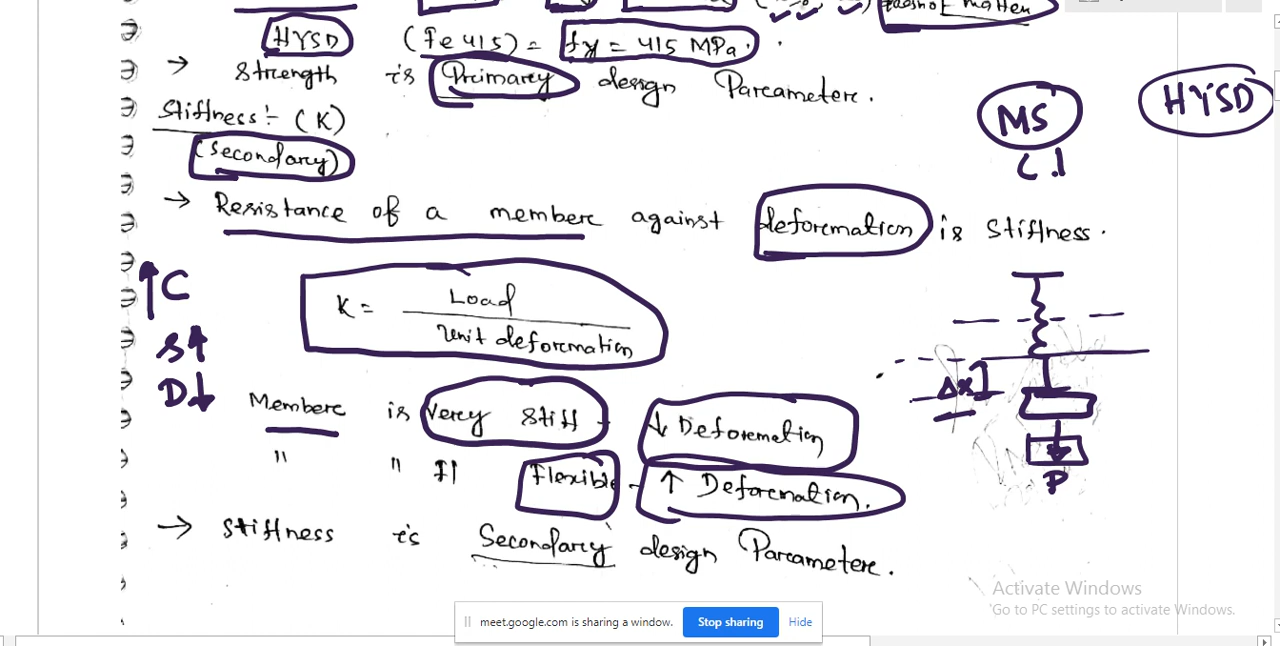 HYSD (fe 415) = fy = 415 MPa.
→ Strength is Primary design Parameter.
Stiffness÷ (K)
(Secondary)
MS
HYSD
→ Resistance of a member against deformation is Stiffness.
↑C
S↑
D↓
K = Load / Unit deformation
Δx
P
Member is Very Stiff - ↓ Deformation
" " Fl Flexible - ↑ Deformation.
→ Stiffness is Secondary design Parameter.
Activate Windows
Go to PC settings to activate Windows.
meet.google.com is sharing a window. Stop sharing Hide